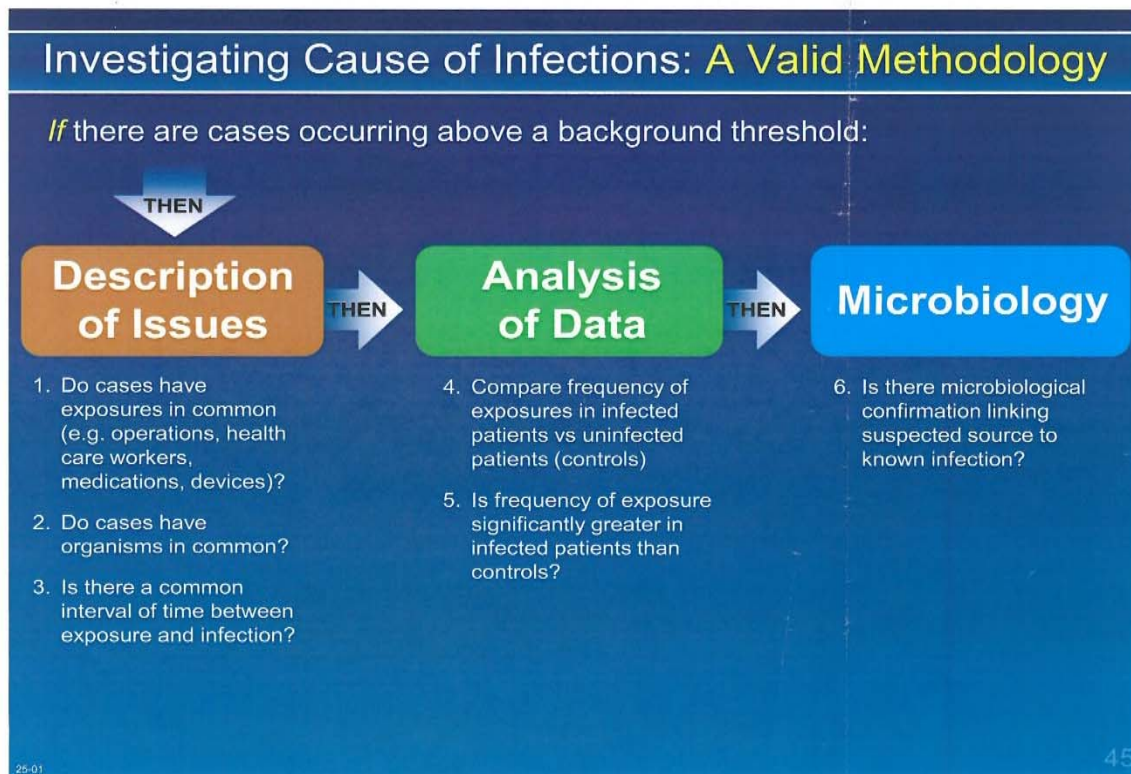 Investigating Cause of Infections: A Valid Methodology
If there are cases occurring above a background threshold:
THEN
Description
of Issues
THEN
Analysis
of Data
THEN
Microbiology
1. Do cases have
exposures in common
(e.g. operations, health
care workers,
medications, devices)?
2. Do cases have
organisms in common?
3. Is there a common
interval of time between
exposure and infection?
4. Compare frequency of
exposures in infected
patients vs uninfected
patients (controls)
5. Is frequency of exposure
significantly greater in
infected patients than
controls?
6. Is there microbiological
confirmation linking
suspected source to
known infection?
25-01
45